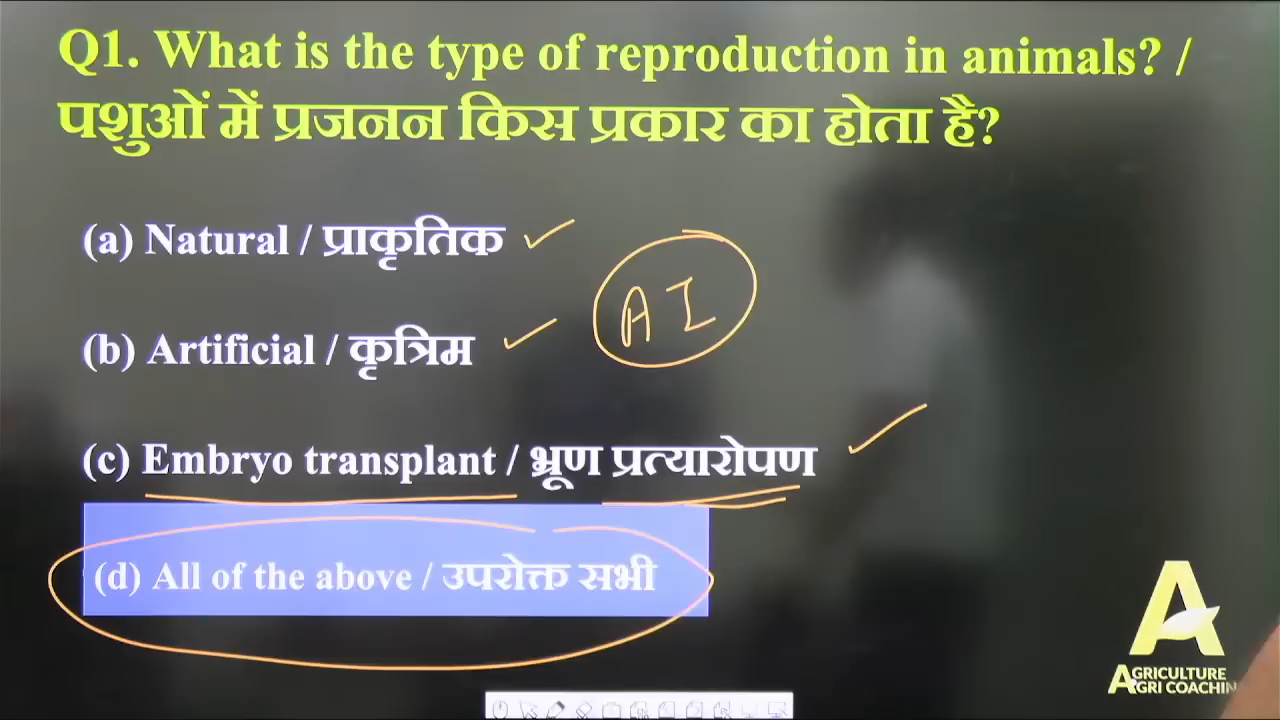 Q1. What is the type of reproduction in animals? /
पशुओं में प्रजनन किस प्रकार का होता है?
(a) Natural / प्राकृतिक
AI
(b) Artificial / कृत्रिम
(c) Embryo transplant / भ्रूण प्रत्यारोपण
(d) All of the above / उपरोक्त सभी
A
AGRICULTURE
AGRI COACHIN